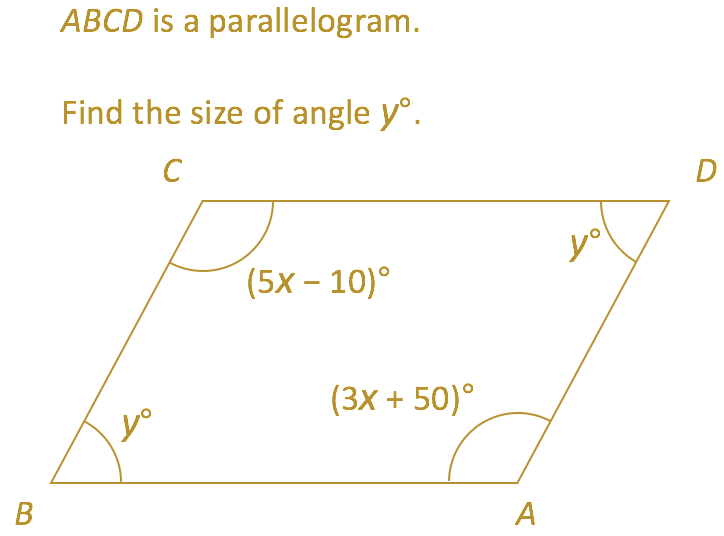 ABCD is a parallelogram.
Find the size of angle y°.
C
D
y°
(5x − 10)°
(3x + 50)°
y°
B
A